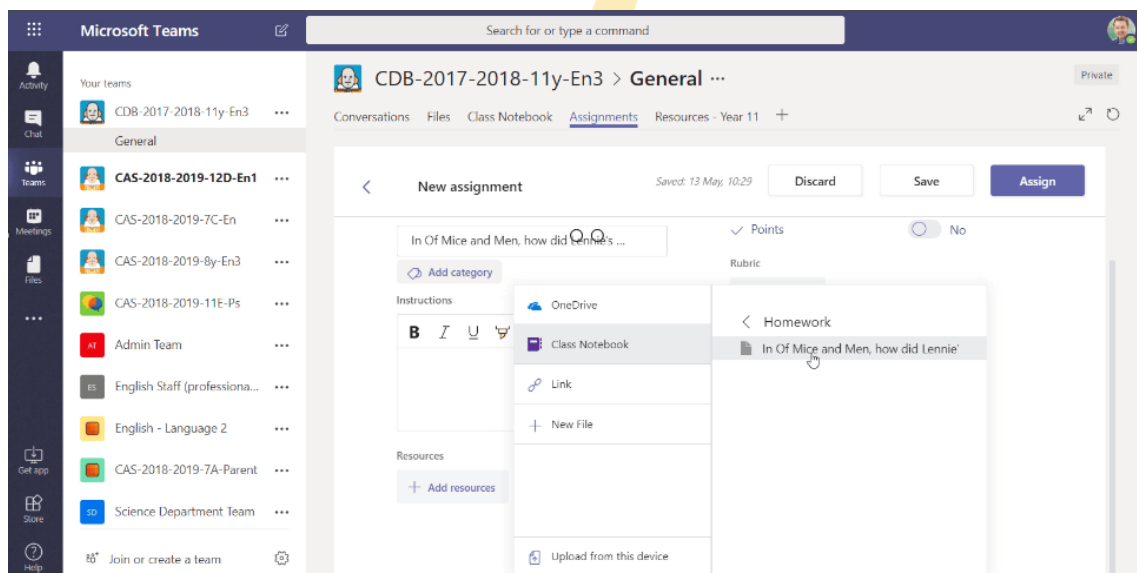 Microsoft Teams
Search for or type a command
Activity
Chat
Teams
Meetings
Files
Get app
Store
Help
Your teams
CDB-2017-2018-11y-En3
General
CAS-2018-2019-12D-En1
CAS-2018-2019-7C-En
CAS-2018-2019-8y-En3
CAS-2018-2019-11E-Ps
AT Admin Team
ES English Staff (professiona...
English - Language 2
CAS-2018-2019-7A-Parent
SD Science Department Team
Join or create a team
CDB-2017-2018-11y-En3 > General ...
Private
Conversations Files Class Notebook Assignments Resources - Year 11 +
New assignment
Saved: 13 May, 10:29
Discard
Save
Assign
In Of Mice and Men, how did Lennie's ...
Add category
Instructions
B I U
Resources
+ Add resources
Points
No
Rubric
OneDrive
Class Notebook
Link
+ New File
Upload from this device
< Homework
In Of Mice and Men, how did Lennie'